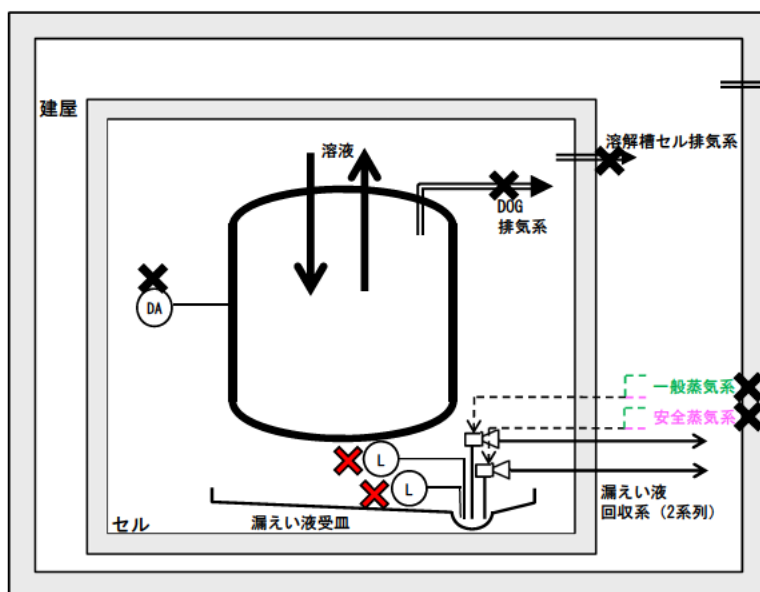 建屋
溶解槽セル排気系
溶液
DOG
排気系
DA
一般蒸気系
安全蒸気系
L
L
漏えい液
回収系（2系列）
漏えい液受皿
セル